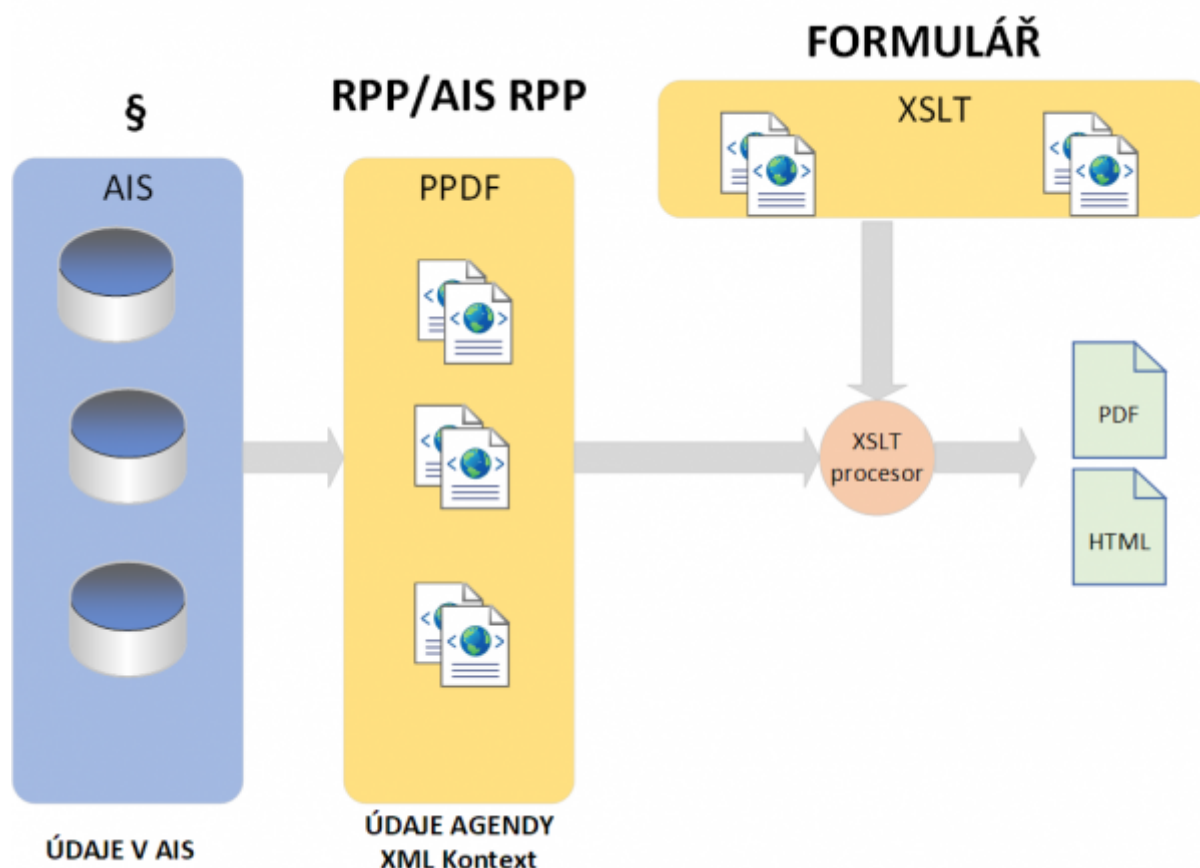 §
RPP/AIS RPP
FORMULÁŘ
AIS
PPDF
XSLT
XSLT
procesor
PDF
HTML
ÚDAJE V AIS
ÚDAJE AGENDY
XML Kontext